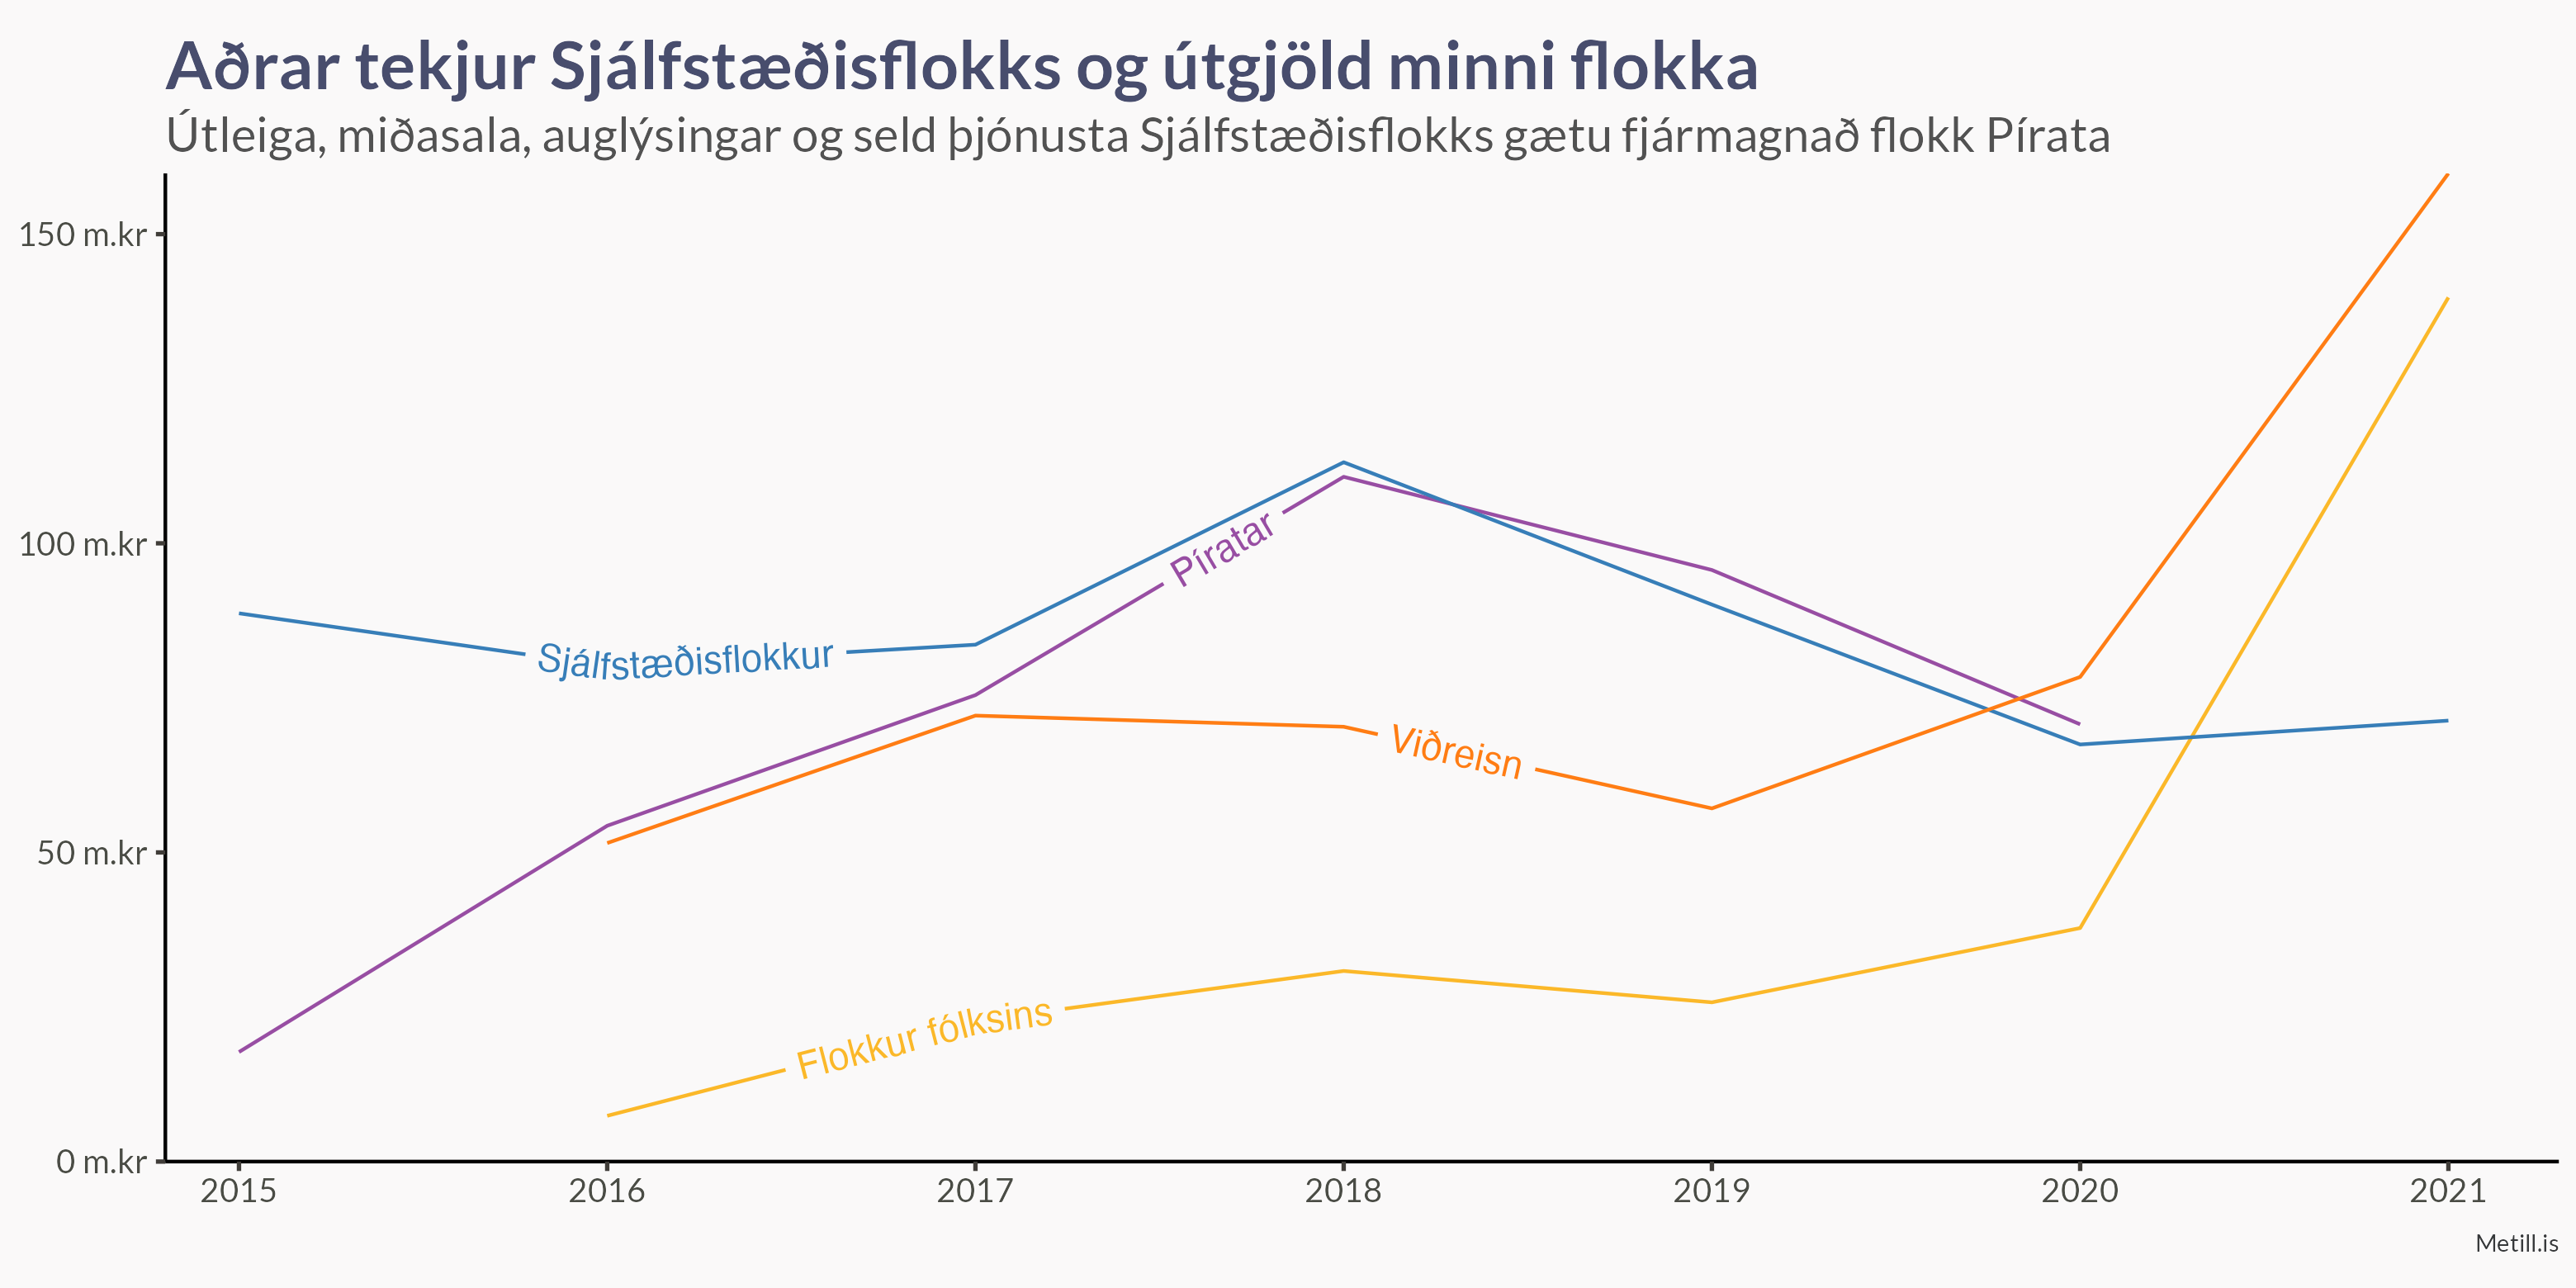 Aðrar tekjur Sjálfstæðisflokks og útgjöld minni flokka
Útleiga, miðasala, auglýsingar og seld þjónusta Sjálfstæðisflokks gætu fjármagnað flokk Pírata
150 m.kr
100 m.kr
50 m.kr
0 m.kr
Píratar
Sjálfstæðisflokkur
Viðreisn
Flokkur fólksins
2015 2016 2017 2018 2019 2020 2021
Metill.is